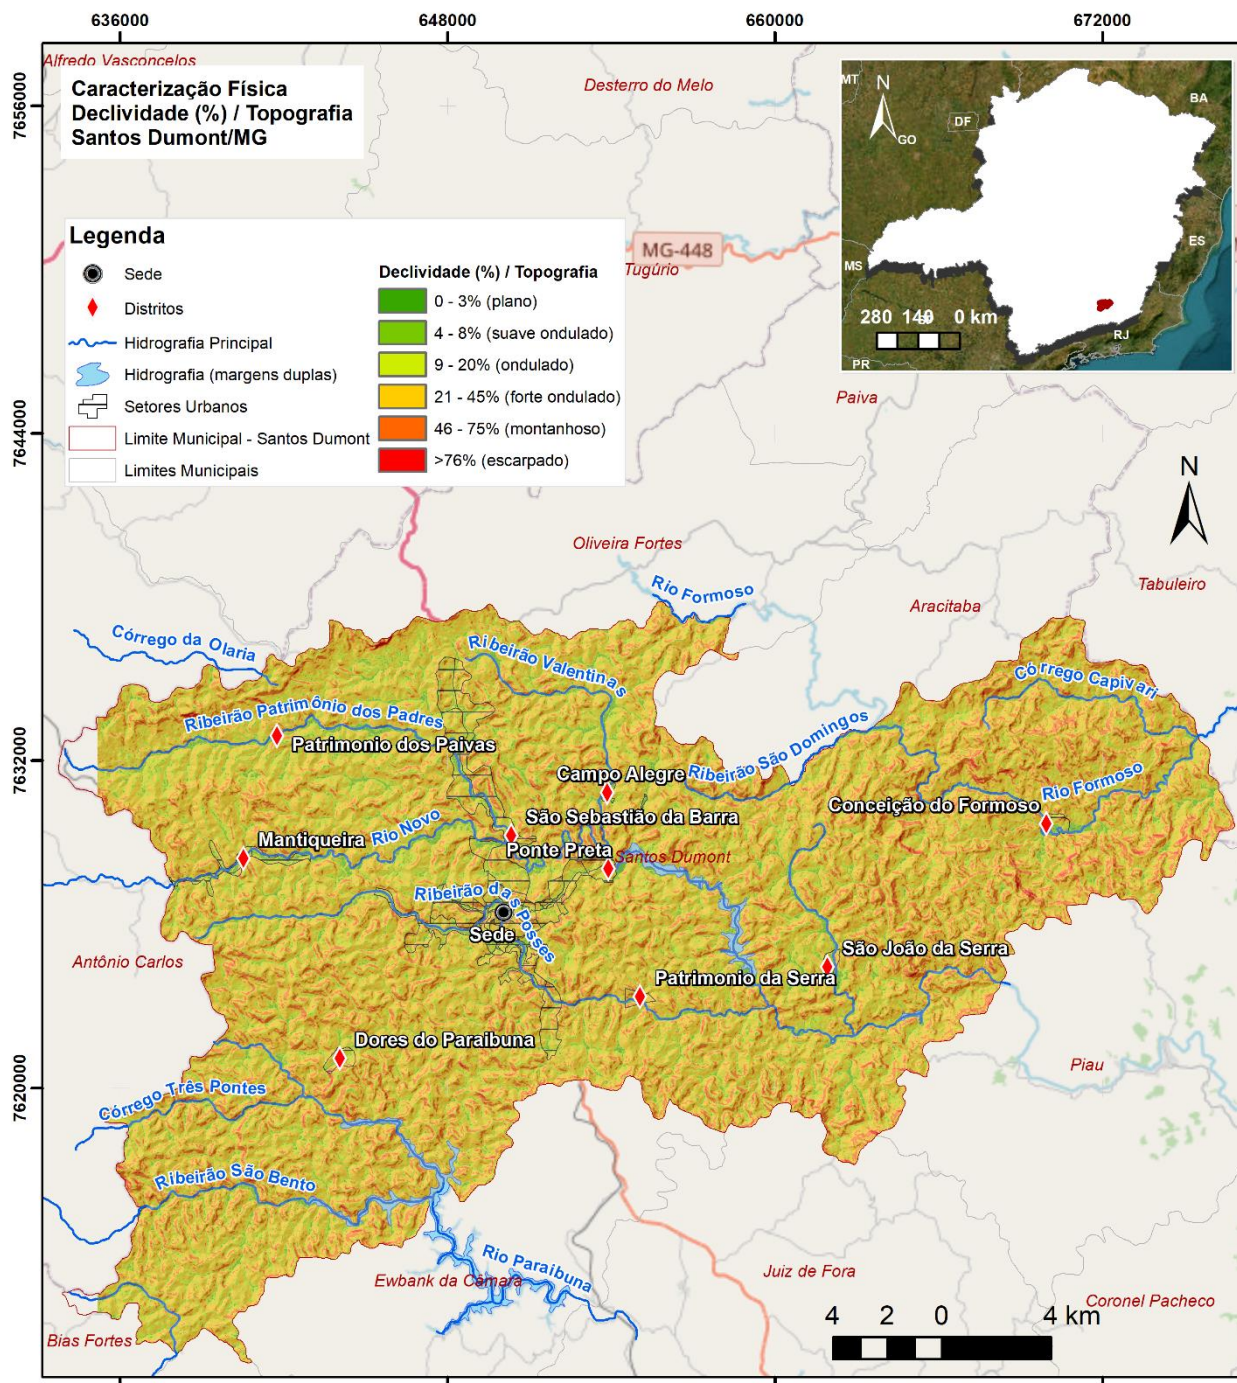 636000
648000
660000
672000
7656000
7644000
7632000
7620000
Alfredo Vasconcelos
Caracterização Física
Declividade (%) / Topografia
Santos Dumont/MG
Desterro do Melo
MT
N
BA
DF
GO
ES
MS
280 140 0 km
RJ
PR
Legenda
Sede
Distritos
Hidrografia Principal
Hidrografia (margens duplas)
Setores Urbanos
Limite Municipal - Santos Dumont
Limites Municipais
Declividade (%) / Topografia
0 - 3% (plano)
4 - 8% (suave ondulado)
9 - 20% (ondulado)
21 - 45% (forte ondulado)
46 - 75% (montanhoso)
>76% (escarpado)
MG-448
Tugúrio
Paiva
N
Oliveira Fortes
Tabuleiro
Rio Formoso
Aracitaba
Córrego da Olaria
Ribeirão Valentinas
Córrego Capivari
Ribeirão Patrimônio dos Padres
Patrimonio dos Paivas
Ribeirão São Domingos
Campo Alegre
Rio Formoso
Conceição do Formoso
São Sebastião da Barra
Rio Novo
Mantiqueira
Ponte Preta
Santos Dumont
Ribeirão das Posses
Sede
São João da Serra
Antônio Carlos
Patrimonio da Serra
Dores do Paraibuna
Piau
Córrego Três Pontes
Ribeirão São Bento
Rio Paraibuna
Ewbank da Câmara
Juiz de Fora
Coronel Pacheco
Bias Fortes
4 2 0 4 km